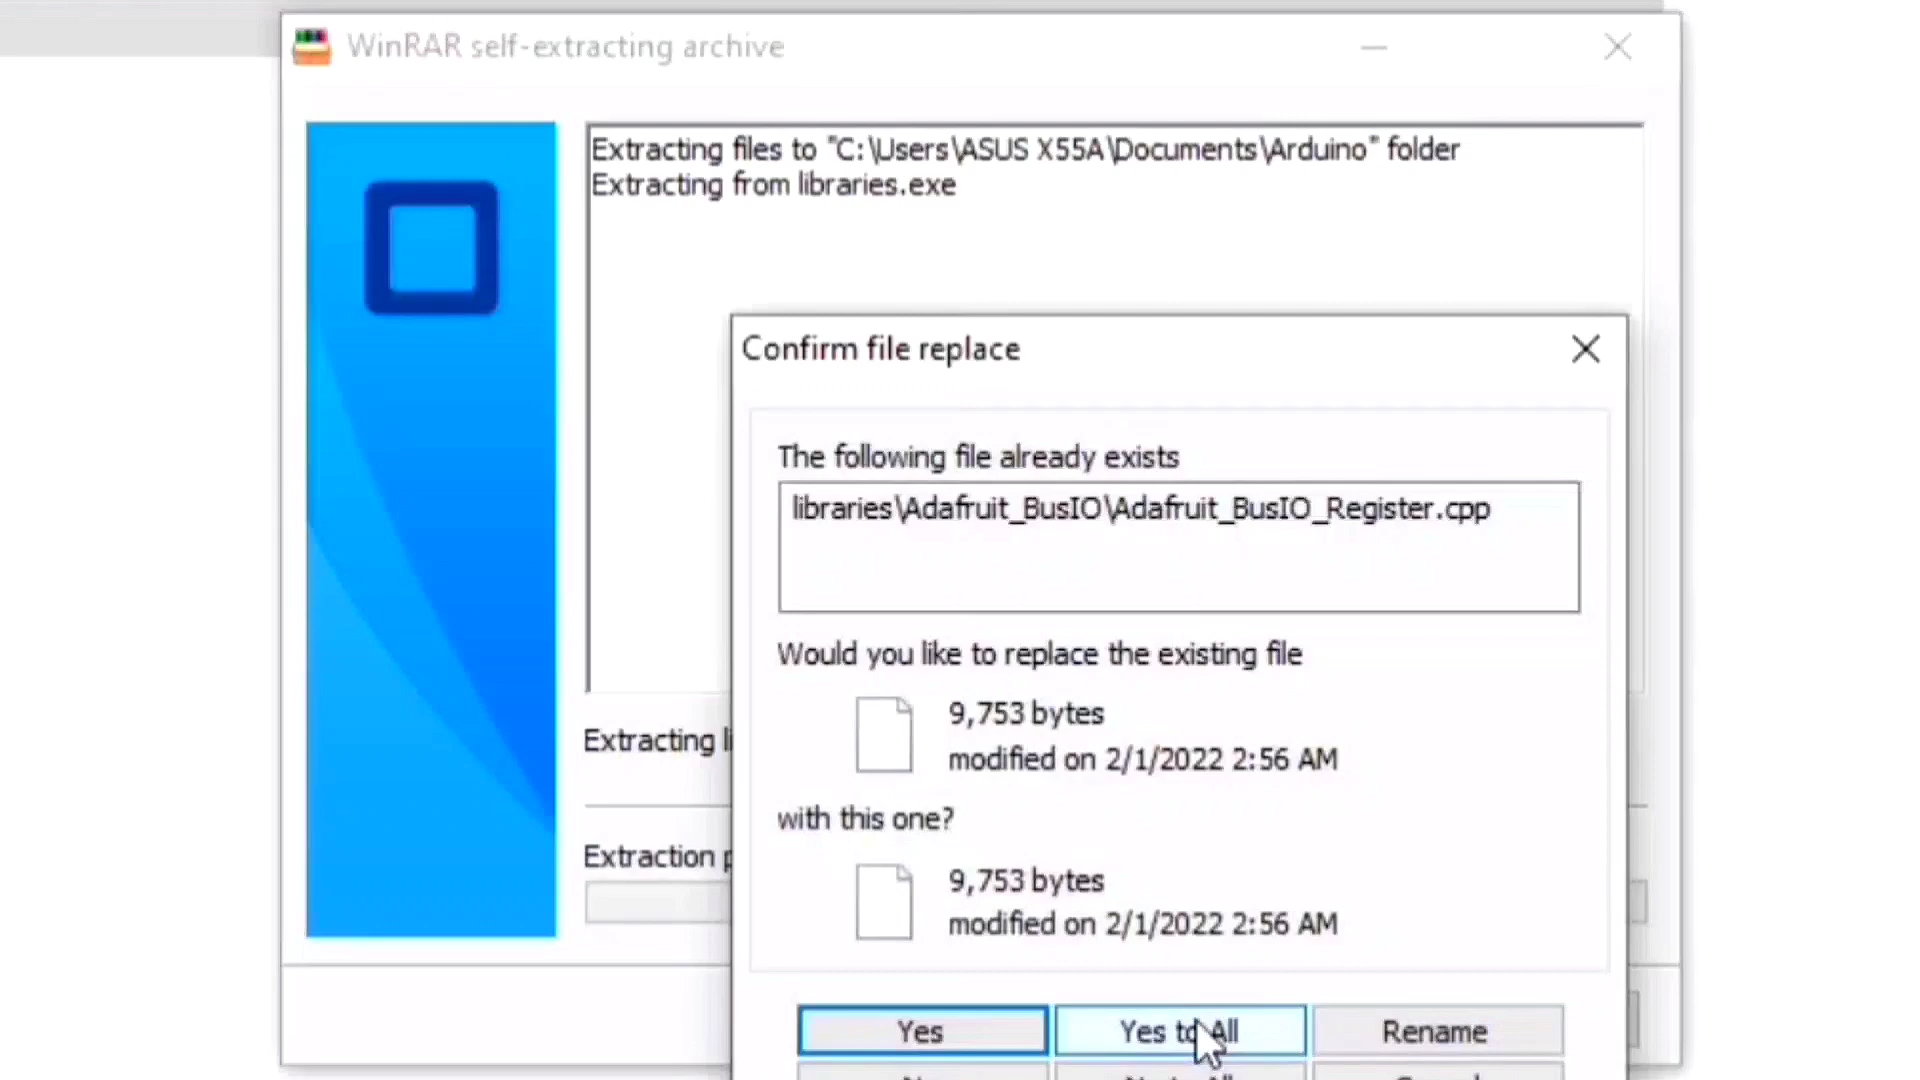 WinRAR self-extracting archive
Extracting files to "C:\Users\ASUS X55A\Documents\Arduino" folder
Extracting from libraries.exe
Confirm file replace
The following file already exists
libraries\Adafruit_BusIO\Adafruit_BusIO_Register.cpp
Would you like to replace the existing file
9,753 bytes
modified on 2/1/2022 2:56 AM
with this one?
9,753 bytes
modified on 2/1/2022 2:56 AM
Extracting
Extraction
Yes
Yes to All
Rename